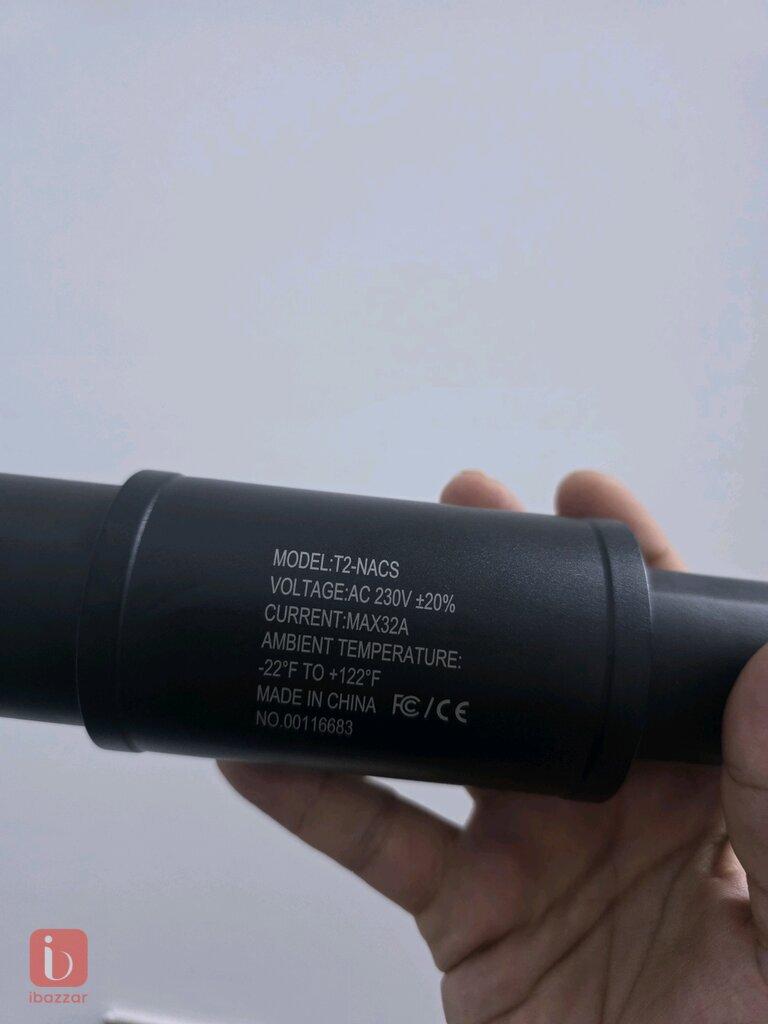 MODEL:T2-NACS
VOLTAGE:AC 230V ±20%
CURRENT:MAX32A
AMBIENT TEMPERATURE:
-22°F TO +122°F
MADE IN CHINA FC/CE
NO.00116683
ibazzar